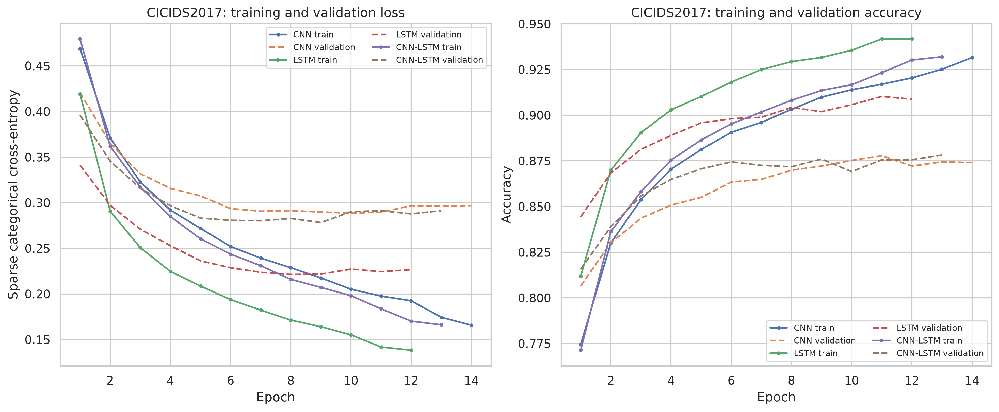 CICIDS2017: training and validation loss
CNN train
CNN validation
LSTM train
LSTM validation
CNN-LSTM train
CNN-LSTM validation
Sparse categorical cross-entropy
0.45
0.40
0.35
0.30
0.25
0.20
0.15
2 4 6 8 10 12 14
Epoch
CICIDS2017: training and validation accuracy
Accuracy
0.950
0.925
0.900
0.875
0.850
0.825
0.800
0.775
CNN train
CNN validation
LSTM train
LSTM validation
CNN-LSTM train
CNN-LSTM validation
2 4 6 8 10 12 14
Epoch